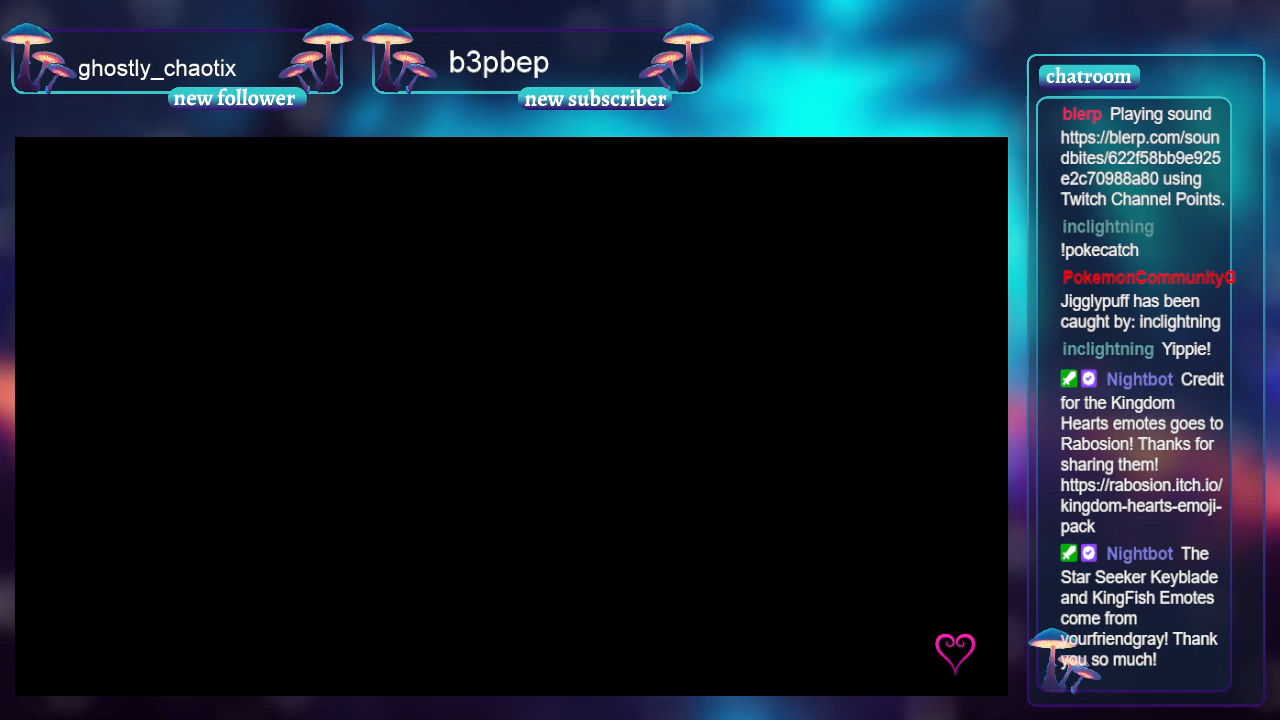 ghostly_chaotix
new follower
b3pbep
new subscriber
chatroom
blerp Playing sound
https://blerp.com/soun
dbites/622f58bb9e925
e2c70988a80 using
Twitch Channel Points.
inclightning
!pokecatch
PokemonCommunityG
Jigglypuff has been
caught by: inclightning
inclightning Yippie!
Nightbot Credit
for the Kingdom
Hearts emotes goes to
Rabosion! Thanks for
sharing them!
https://rabosion.itch.io/
kingdom-hearts-emoji-
pack
Nightbot The
Star Seeker Keyblade
and KingFish Emotes
come from
yourfriendgray! Thank
you so much!